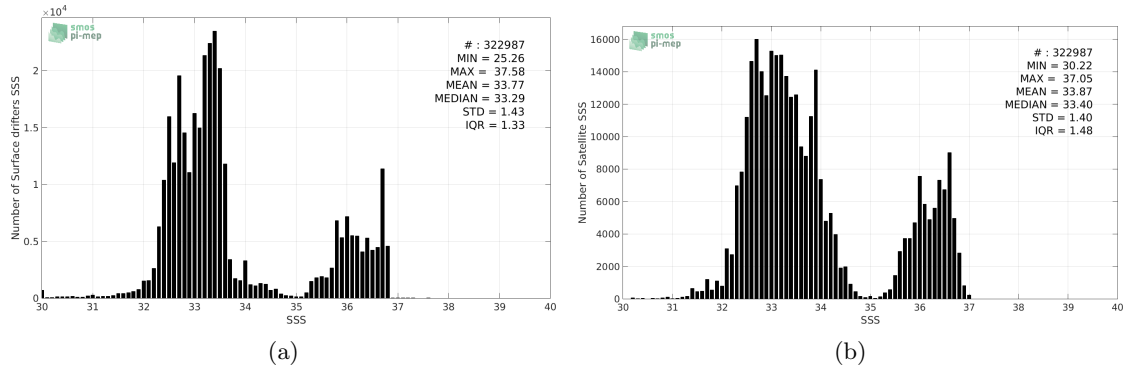 ×10⁴
smos
pi-mep
# : 322987
MIN = 25.26
MAX = 37.58
MEAN = 33.77
MEDIAN = 33.29
STD = 1.43
IQR = 1.33
Number of Surface drifters SSS
2
1.5
1
0.5
0
30 31 32 33 34 35 36 37 38 39 40
SSS
(a)
smos
pi-mep
# : 322987
MIN = 30.22
MAX = 37.05
MEAN = 33.87
MEDIAN = 33.40
STD = 1.40
IQR = 1.48
Number of Satellite SSS
16000
14000
12000
10000
8000
6000
4000
2000
0
30 31 32 33 34 35 36 37 38 39 40
SSS
(b)